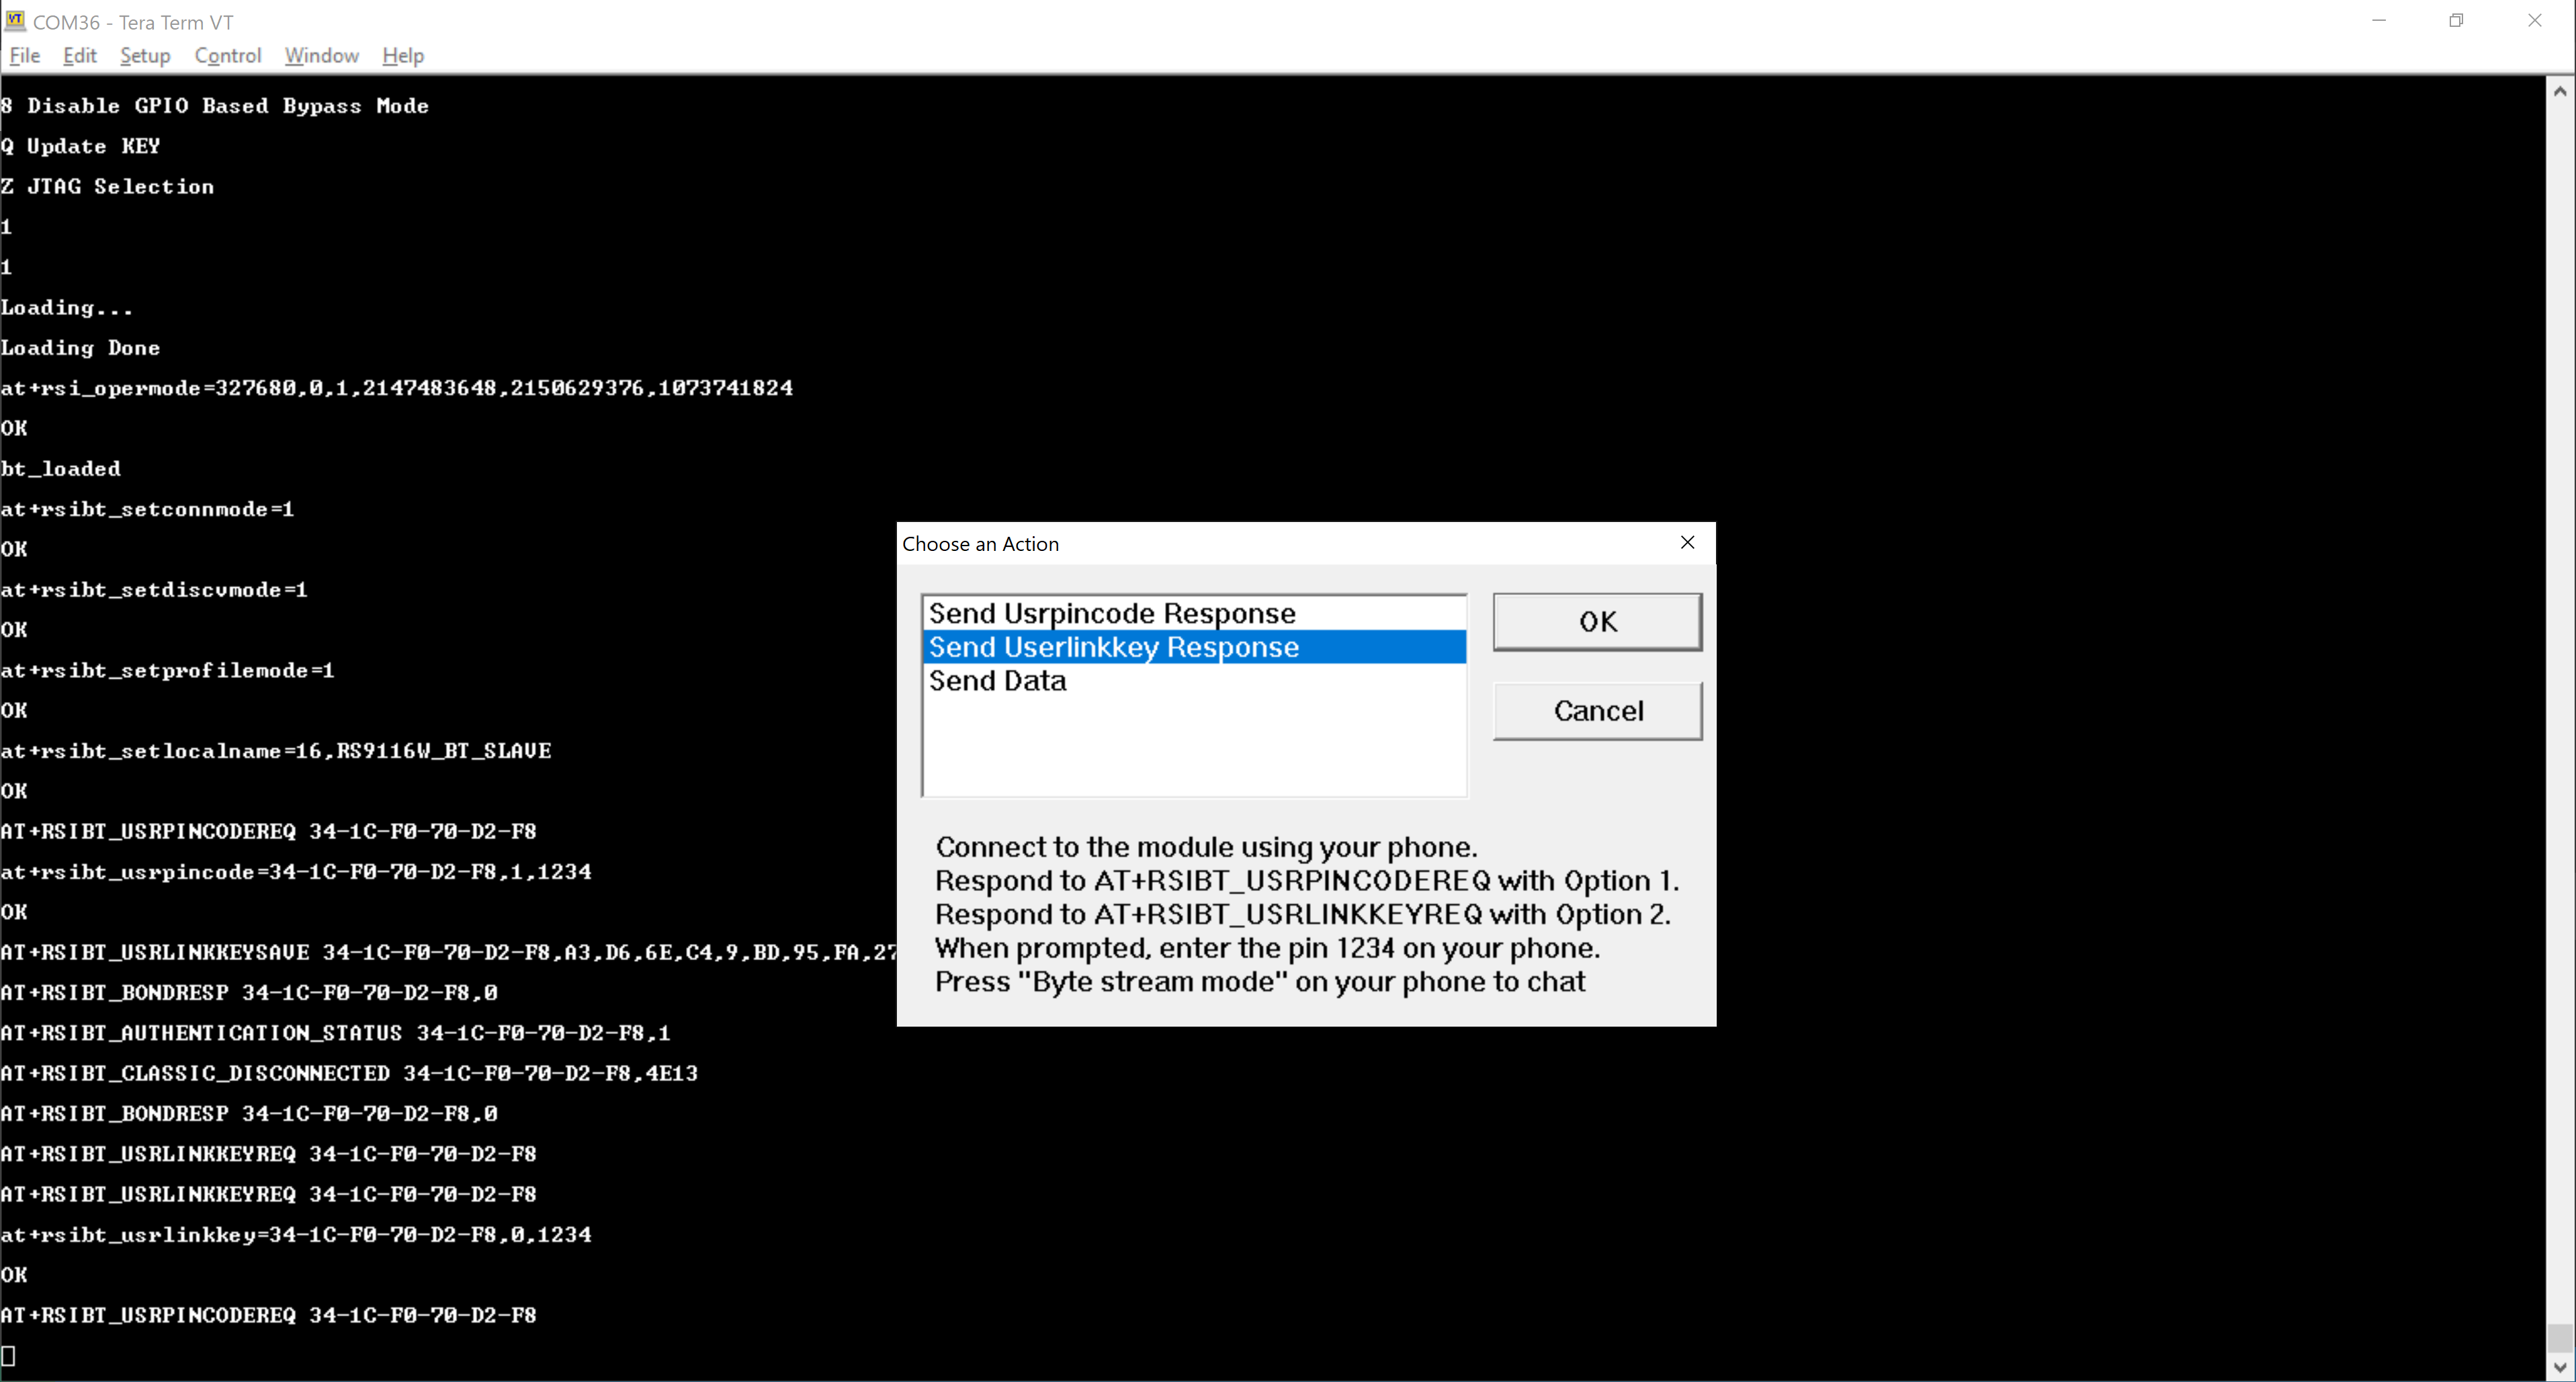 COM36 - Tera Term VT
File Edit Setup Control Window Help
8 Disable GPIO Based Bypass Mode
Q Update KEY
Z JTAG Selection
1
1
Loading...
Loading Done
at+rsi_opermode=327680,0,1,2147483648,2150629376,1073741824
OK
bt_loaded
at+rsibt_setconnmode=1
OK
at+rsibt_setdiscvmode=1
OK
at+rsibt_setprofilemode=1
OK
at+rsibt_setlocalname=16,RS9116W_BT_SLAVE
OK
AT+RSIBT_USRPINCODEREQ 34-1C-F0-70-D2-F8
at+rsibt_usrpincode=34-1C-F0-70-D2-F8,1,1234
OK
AT+RSIBT_USRLINKKEYSAVE 34-1C-F0-70-D2-F8,A3,D6,6E,C4,9,BD,95,FA,27
AT+RSIBT_BONDRESP 34-1C-F0-70-D2-F8,0
AT+RSIBT_AUTHENTICATION_STATUS 34-1C-F0-70-D2-F8,1
AT+RSIBT_CLASSIC_DISCONNECTED 34-1C-F0-70-D2-F8,4E13
AT+RSIBT_BONDRESP 34-1C-F0-70-D2-F8,0
AT+RSIBT_USRLINKKEYREQ 34-1C-F0-70-D2-F8
AT+RSIBT_USRLINKKEYREQ 34-1C-F0-70-D2-F8
at+rsibt_usrlinkkey=34-1C-F0-70-D2-F8,0,1234
OK
AT+RSIBT_USRPINCODEREQ 34-1C-F0-70-D2-F8
Choose an Action
Send Usrpincode Response
Send Userlinkkey Response
Send Data
OK
Cancel
Connect to the module using your phone.
Respond to AT+RSIBT_USRPINCODEREQ with Option 1.
Respond to AT+RSIBT_USRLINKKEYREQ with Option 2.
When prompted, enter the pin 1234 on your phone.
Press "Byte stream mode" on your phone to chat